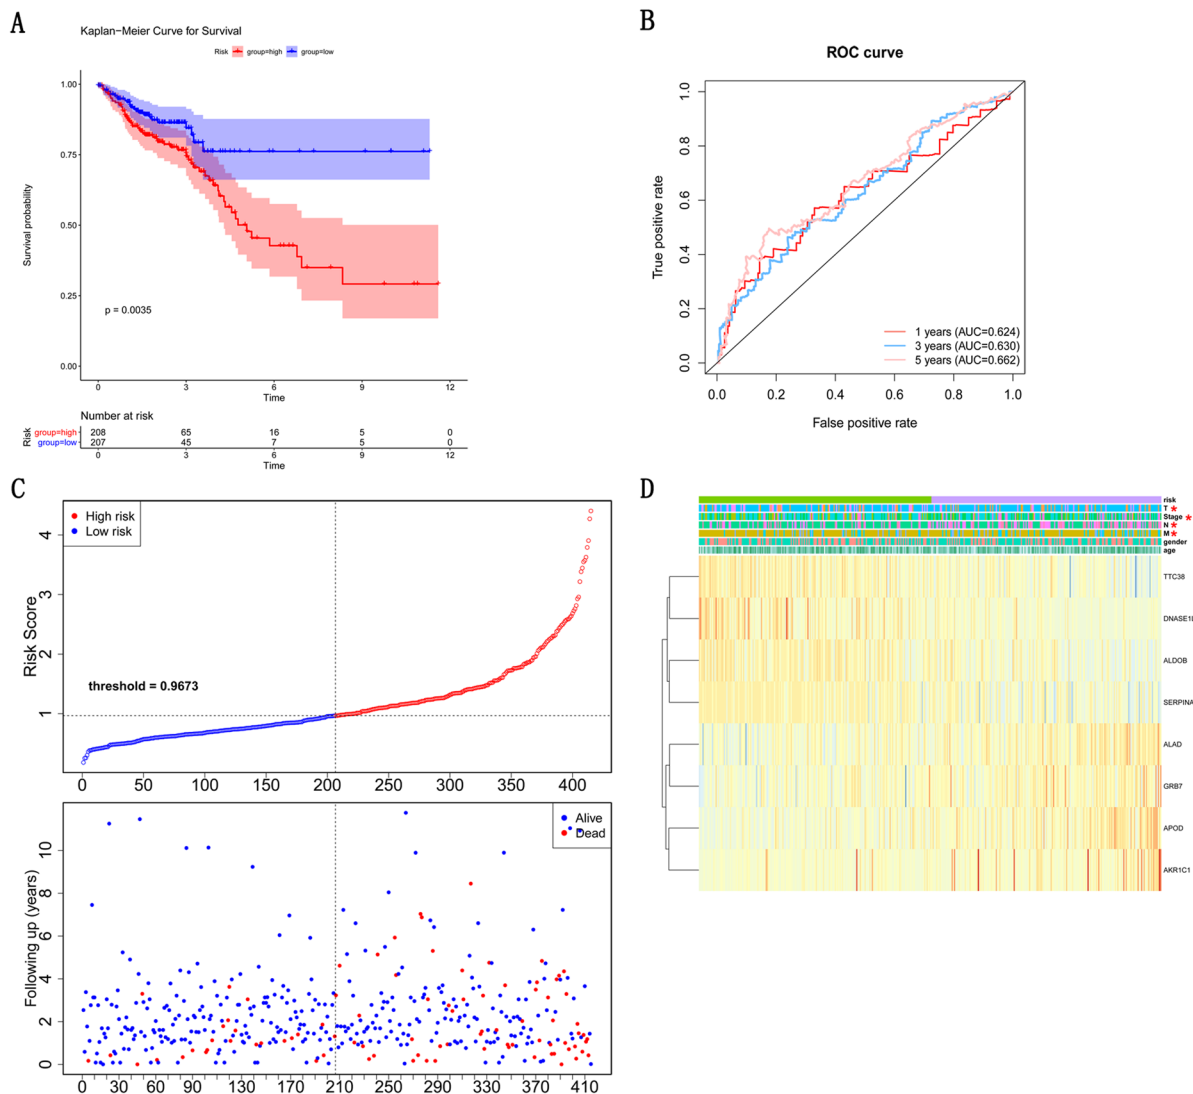 A
Kaplan−Meier Curve for Survival
Risk group=high group=low
Survival probability
1.00
0.75
0.50
0.25
0.00
p = 0.0035
0 3 6 9 12
Time
Number at risk
Risk
group=high 208 65 16 5 0
group=low 207 45 7 5 0
0 3 6 9 12
Time
B
ROC curve
True positive rate
1.0
0.8
0.6
0.4
0.2
0.0
1 years (AUC=0.624)
3 years (AUC=0.630)
5 years (AUC=0.662)
0.0 0.2 0.4 0.6 0.8 1.0
False positive rate
C
High risk
Low risk
Risk Score
4
3
2
1
threshold = 0.9673
0 50 100 150 200 250 300 350 400
Alive
Dead
Following up (years)
10
8
6
4
2
0
0 30 60 90 130 170 210 250 290 330 370 410
D
risk
T *
Stage *
N *
M *
gender
age
TTC38
DNASE1L
ALDOB
SERPINA
ALAD
GRB7
APOD
AKR1C1